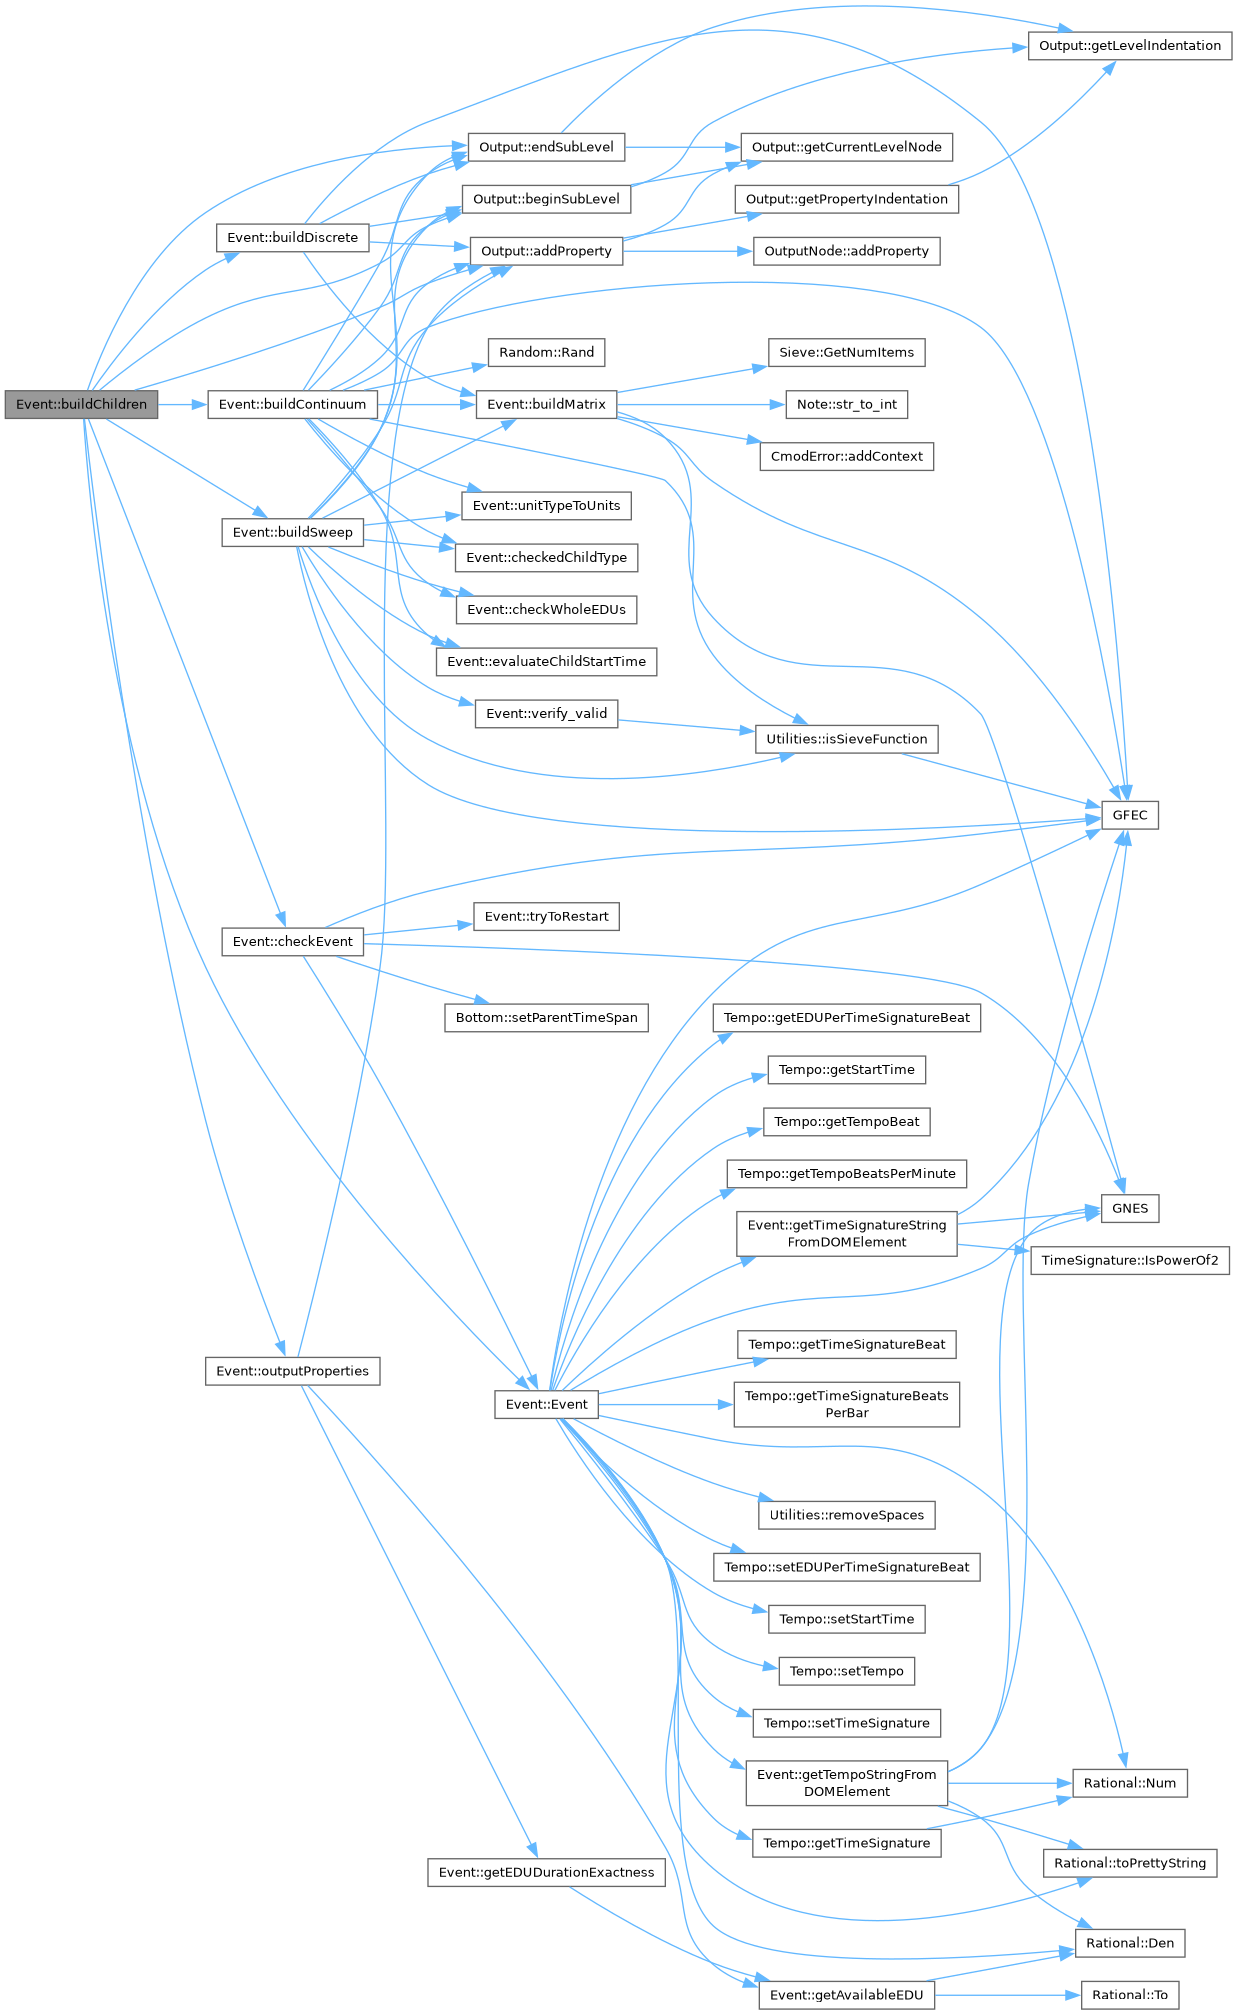 Output::getLevelIndentation
Output::endSubLevel
Output::getCurrentLevelNode
Output::beginSubLevel
Output::getPropertyIndentation
Event::buildDiscrete
Output::addProperty
OutputNode::addProperty
Random::Rand
Sieve::GetNumItems
Event::buildChildren
Event::buildContinuum
Event::buildMatrix
Note::str_to_int
CmodError::addContext
Event::unitTypeToUnits
Event::buildSweep
Event::checkedChildType
Event::checkWholeEDUs
Event::evaluateChildStartTime
Event::verify_valid
Utilities::isSieveFunction
GFEC
Event::tryToRestart
Event::checkEvent
Bottom::setParentTimeSpan
Tempo::getEDUPerTimeSignatureBeat
Tempo::getStartTime
Tempo::getTempoBeat
Tempo::getTempoBeatsPerMinute
GNES
Event::getTimeSignatureString
FromDOMElement
TimeSignature::IsPowerOf2
Tempo::getTimeSignatureBeat
Event::outputProperties
Event::Event
Tempo::getTimeSignatureBeats
PerBar
Utilities::removeSpaces
Tempo::setEDUPerTimeSignatureBeat
Tempo::setStartTime
Tempo::setTempo
Tempo::setTimeSignature
Event::getTempoStringFrom
DOMElement
Rational::Num
Tempo::getTimeSignature
Rational::toPrettyString
Event::getEDUDurationExactness
Rational::Den
Event::getAvailableEDU
Rational::To